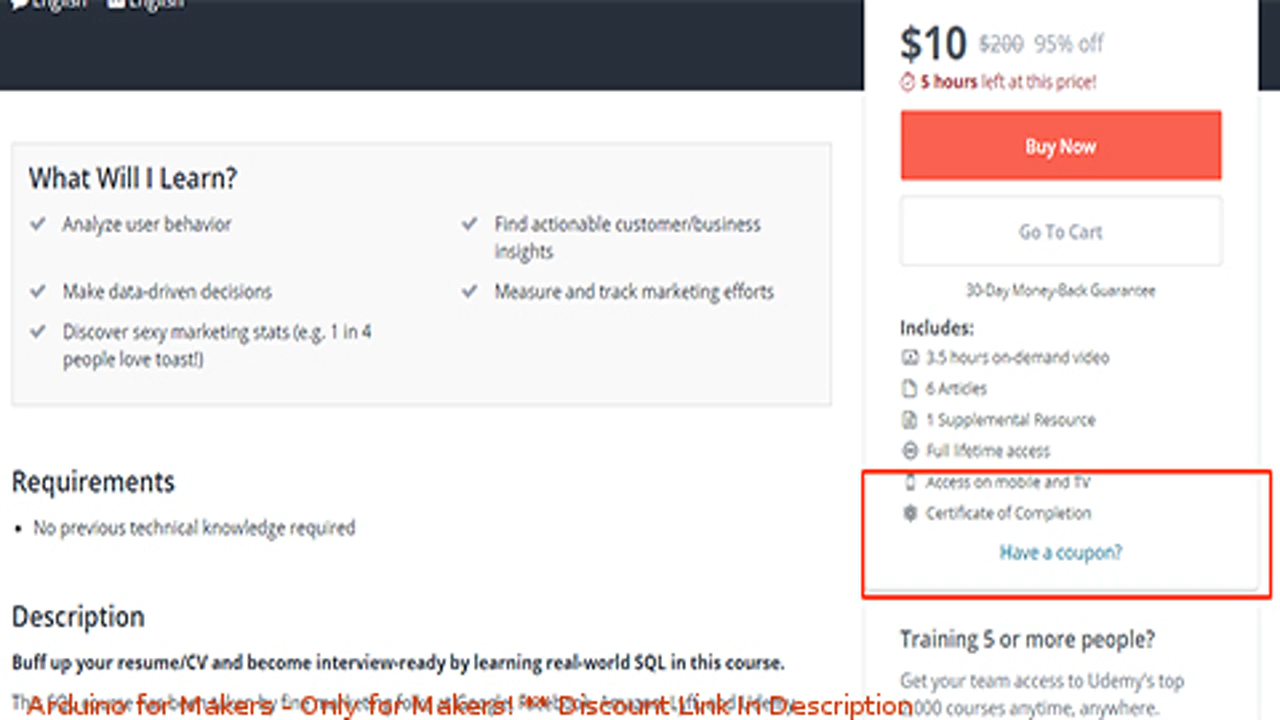 English English
What Will I Learn?
Analyze user behavior
Find actionable customer/business
insights
Make data-driven decisions
Measure and track marketing efforts
Discover sexy marketing stats (e.g. 1 in 4
people love toast!)
Requirements
• No previous technical knowledge required
Description
Buff up your resume/CV and become interview-ready by learning real-world SQL in this course.
Arduino for Makers - Only for Makers! ** Discount Link In Description
$10 $200 95% off
5 hours left at this price!
Buy Now
Go To Cart
30-Day Money-Back Guarantee
Includes:
3.5 hours on-demand video
6 Articles
1 Supplemental Resource
Full lifetime access
Access on mobile and TV
Certificate of Completion
Have a coupon?
Training 5 or more people?
Get your team access to Udemy's top
000 courses anytime, anywhere.